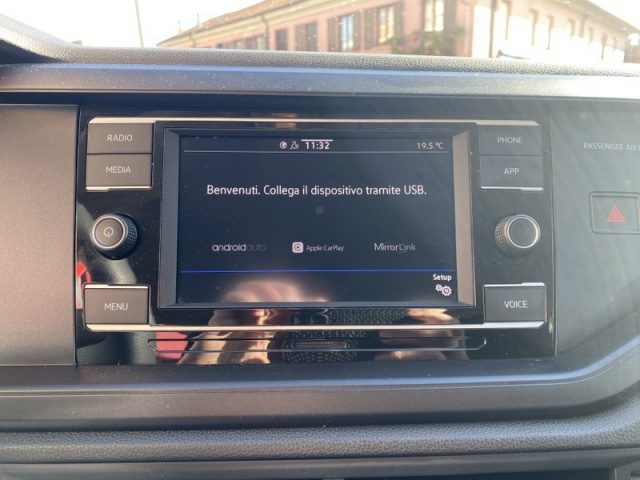 RADIO
MEDIA
MENU
11:32
19.5 °C
Benvenuti. Collega il dispositivo tramite USB.
androidauto
Apple CarPlay
MirrorLink
Setup
PHONE
APP
VOICE
PASSENGER AIR